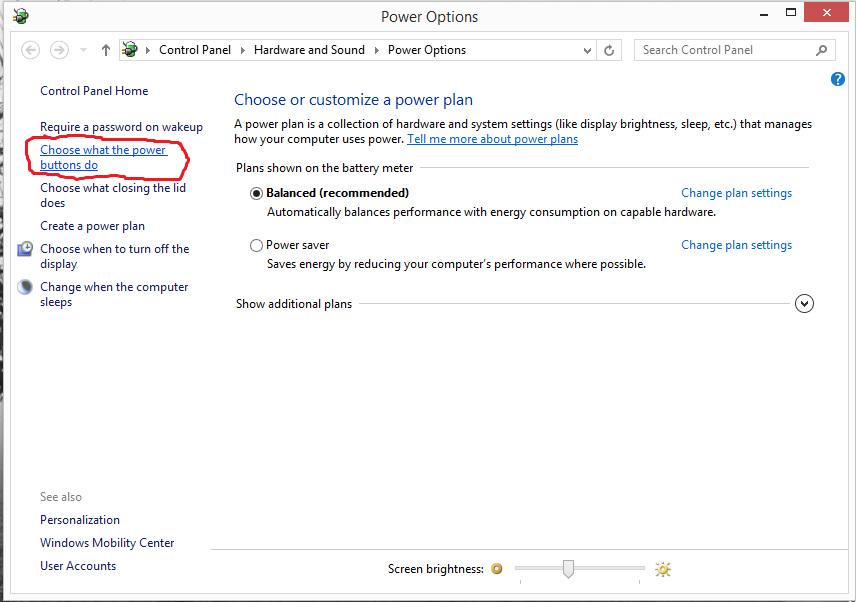 Power Options
Control Panel
Hardware and Sound
Power Options
Search Control Panel
Control Panel Home
Require a password on wakeup
Choose what the power
buttons do
Choose what closing the lid
does
Create a power plan
Choose when to turn off the
display
Change when the computer
sleeps
See also
Personalization
Windows Mobility Center
User Accounts
?
Choose or customize a power plan
A power plan is a collection of hardware and system settings (like display brightness, sleep, etc.) that manages
how your computer uses power. Tell me more about power plans
Plans shown on the battery meter
Balanced (recommended) Change plan settings
Automatically balances performance with energy consumption on capable hardware.
Power saver Change plan settings
Saves energy by reducing your computer's performance where possible.
Show additional plans
Screen brightness: